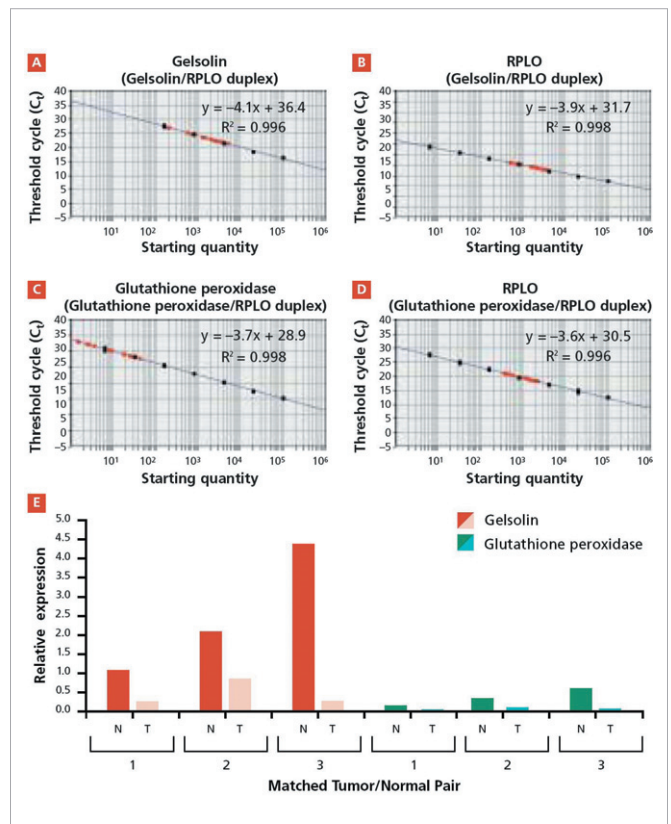 A
Gelsolin
(Gelsolin/RPLO duplex)
Threshold cycle (Ct)
40
35
30
25
20
15
10
5
0
–5
y = –4.1x + 36.4
R² = 0.996
10¹ 10² 10³ 10⁴ 10⁵ 10⁶
Starting quantity
B
RPLO
(Gelsolin/RPLO duplex)
Threshold cycle (Ct)
40
35
30
25
20
15
10
5
0
–5
y = –3.9x + 31.7
R² = 0.998
10¹ 10² 10³ 10⁴ 10⁵ 10⁶
Starting quantity
C
Glutathione peroxidase
(Glutathione peroxidase/RPLO duplex)
Threshold cycle (Ct)
40
35
30
25
20
15
10
5
0
–5
y = –3.7x + 28.9
R² = 0.998
10¹ 10² 10³ 10⁴ 10⁵ 10⁶
Starting quantity
D
RPLO
(Glutathione peroxidase/RPLO duplex)
Threshold cycle (Ct)
40
35
30
25
20
15
10
5
0
–5
y = –3.6x + 30.5
R² = 0.996
10¹ 10² 10³ 10⁴ 10⁵ 10⁶
Starting quantity
E
Relative expression
5.0
4.5
4.0
3.5
3.0
2.5
2.0
1.5
1.0
0.5
0.0
Gelsolin
Glutathione peroxidase
N T N T N T N T N T N T
1 2 3 1 2 3
Matched Tumor/Normal Pair